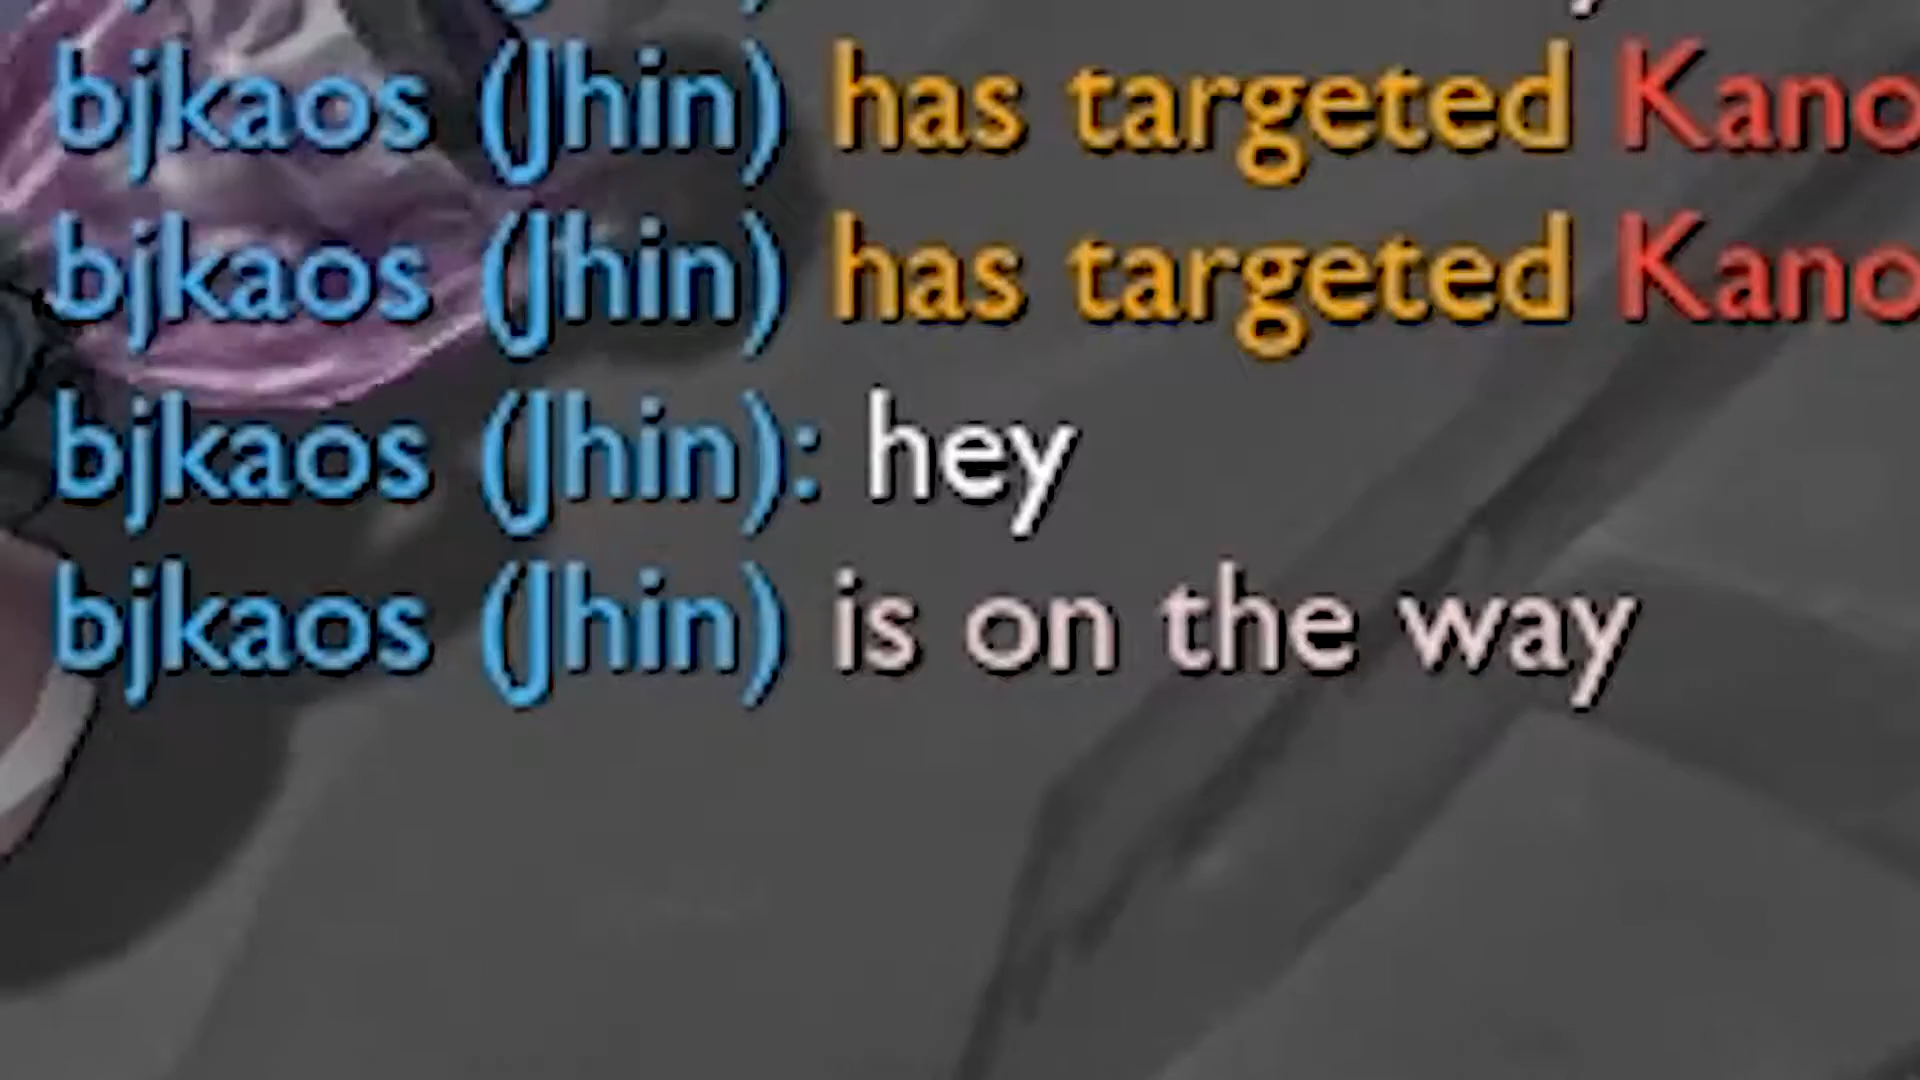 bjkaos (Jhin) has targeted Kano
bjkaos (Jhin) has targeted Kano
bjkaos (Jhin): hey
bjkaos (Jhin) is on the way